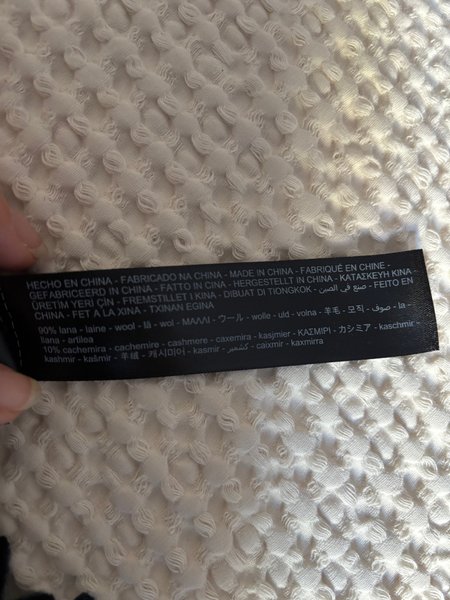 HECHO EN CHINA - FABRICADO NA CHINA - MADE IN CHINA - FABRIQUÉ EN CHINE -
GEFABRICEERD IN CHINA - FATTO IN CINA - HERGESTELLT IN CHINA - ΚΑΤΑΣΚΕΥΗ ΚΙΝΑ -
ÜRETİM YERİ ÇİN - FREMSTILLET I KINA - DIBUAT DI TIONGKOK - صنع في الصين - FEITO EN
CHINA - FET A LA XINA - TXINAN EGINA
90% lana - laine - wool - lã - wol - ΜΑΛΛΙ - ウール - wolle - uld - voina - 羊毛 - 모직 - صوف - la -
llana - artilea
10% cachemira - cachemire - cashmere - caxemira - kasjmier - ΚΑΣΜΙΡΙ - カシミア - kaschmir -
kashmir - kaşmir - 羊绒 - 캐시미어 - kasmir - كشمير - caixmir - kaxmirra